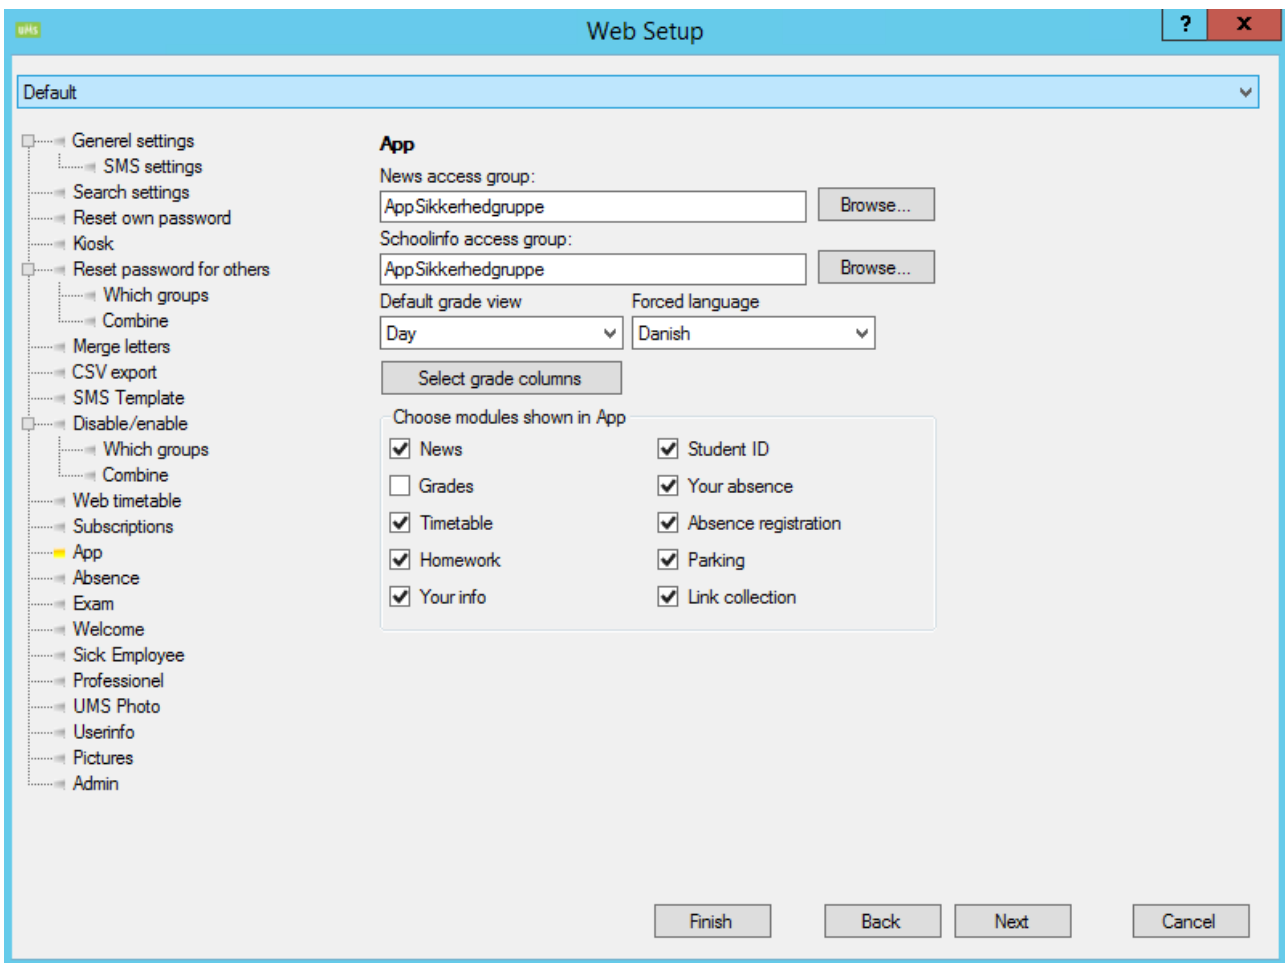 uMs
Web Setup
?
x
Default
Generel settings
SMS settings
Search settings
Reset own password
Kiosk
Reset password for others
Which groups
Combine
Merge letters
CSV export
SMS Template
Disable/enable
Which groups
Combine
Web timetable
Subscriptions
App
Absence
Exam
Welcome
Sick Employee
Professionel
UMS Photo
Userinfo
Pictures
Admin
App
News access group:
AppSikkerhedgruppe
Browse...
Schoolinfo access group:
AppSikkerhedgruppe
Browse...
Default grade view
Forced language
Day
Danish
Select grade columns
Choose modules shown in App
News
Student ID
Grades
Your absence
Timetable
Absence registration
Homework
Parking
Your info
Link collection
Finish
Back
Next
Cancel